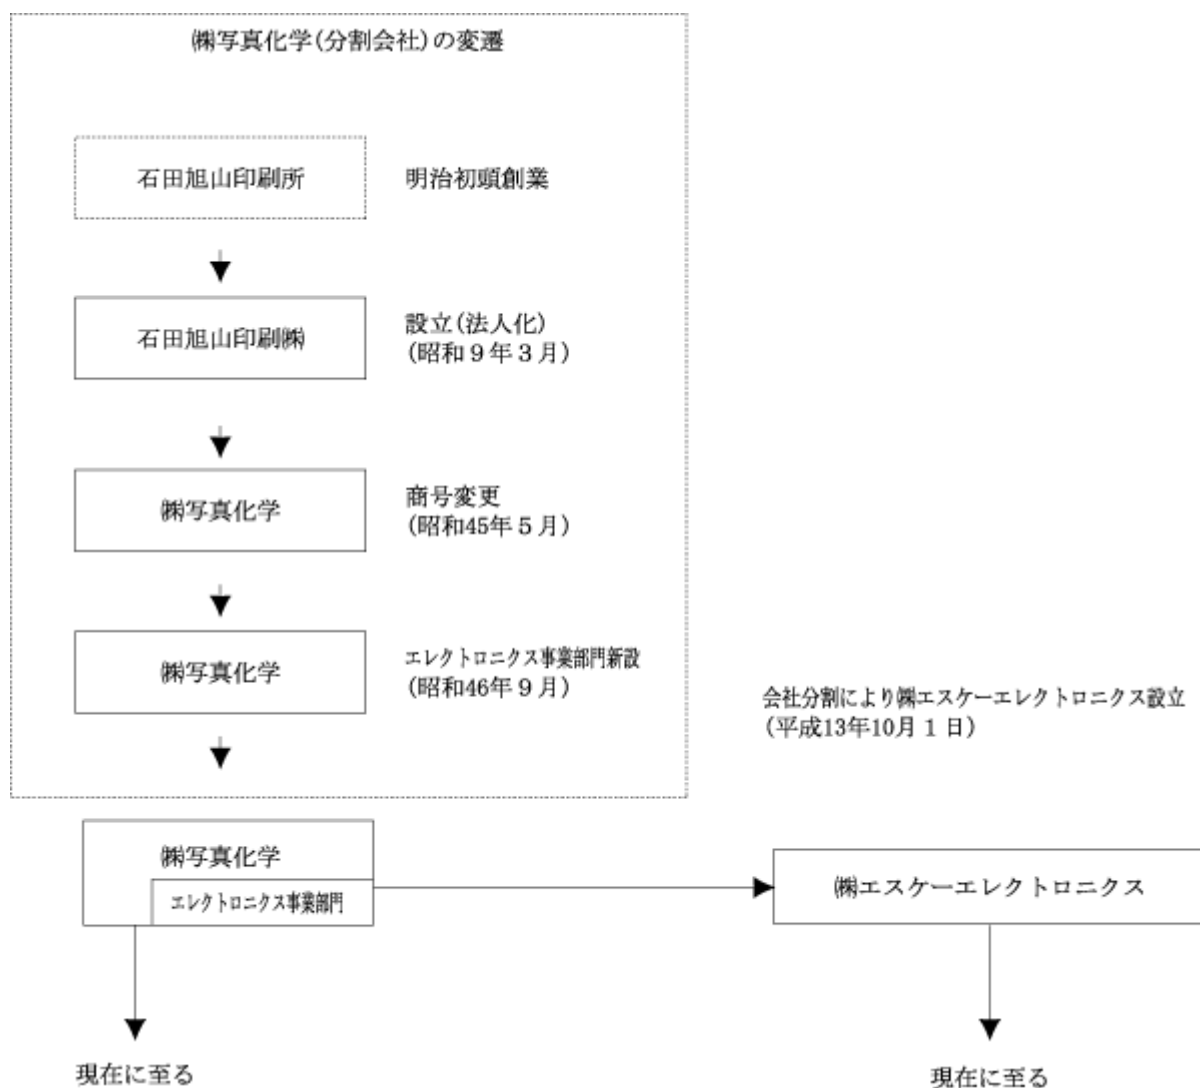 ㈱写真化学(分割会社)の変遷
石田旭山印刷所
明治初頭創業
石田旭山印刷㈱
設立(法人化)
(昭和９年３月)
㈱写真化学
商号変更
(昭和45年５月)
㈱写真化学
エレクトロニクス事業部門新設
(昭和46年９月)
会社分割により㈱エスケーエレクトロニクス設立
(平成13年10月１日)
㈱写真化学
エレクトロニクス事業部門
㈱エスケーエレクトロニクス
現在に至る
現在に至る